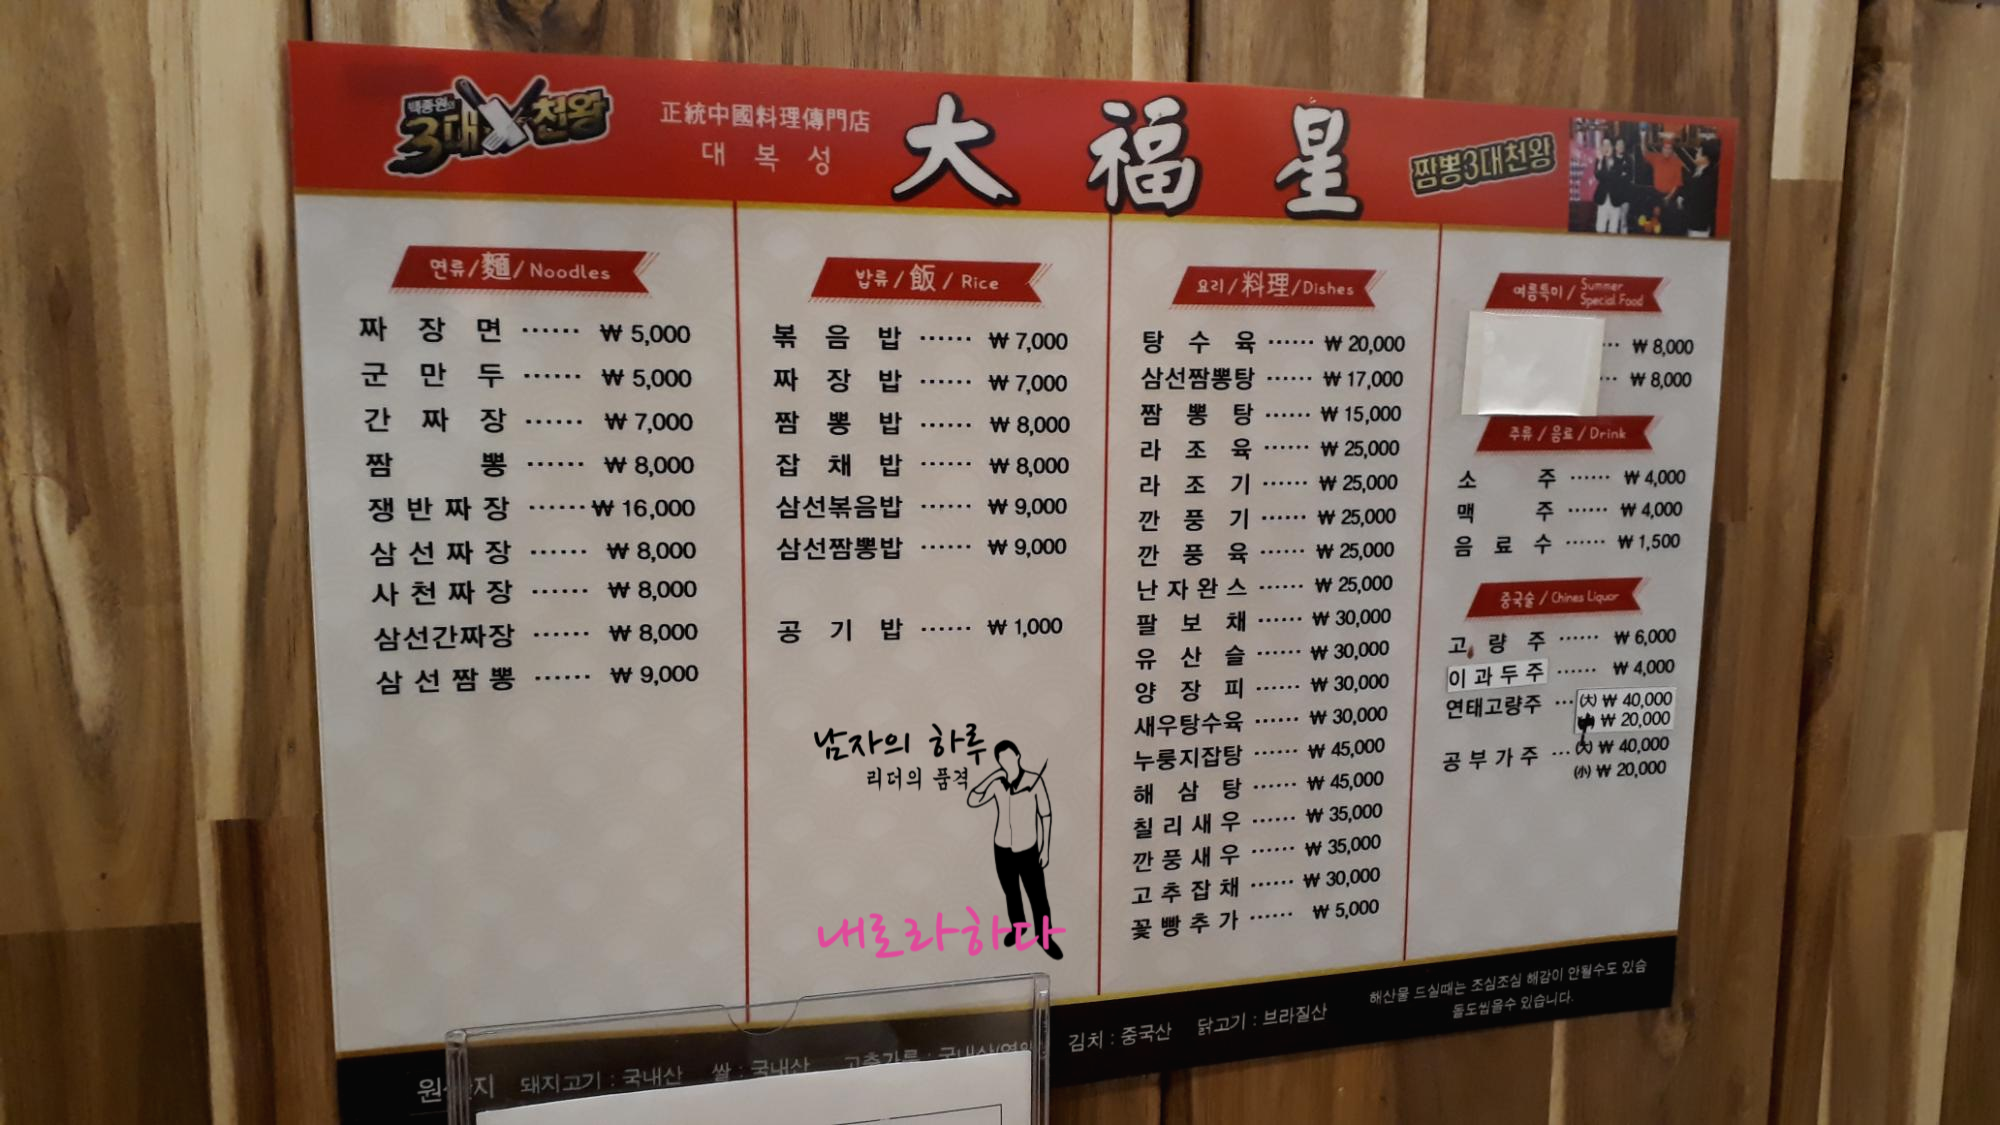 백종원의
3대천왕
正統中國料理傳門店
대복성
大福星
짬뽕3대천왕
면류/麵/Noodles
짜장면 ······ ₩ 5,000
군만두 ······ ₩ 5,000
간짜장 ······ ₩ 7,000
짬뽕 ······ ₩ 8,000
쟁반짜장 ······ ₩ 16,000
삼선짜장 ······ ₩ 8,000
사천짜장 ······ ₩ 8,000
삼선간짜장 ······ ₩ 8,000
삼선짬뽕 ······ ₩ 9,000
밥류/飯/Rice
볶음밥 ······ ₩ 7,000
짜장밥 ······ ₩ 7,000
짬뽕밥 ······ ₩ 8,000
잡채밥 ······ ₩ 8,000
삼선볶음밥 ······ ₩ 9,000
삼선짬뽕밥 ······ ₩ 9,000
공기밥 ······ ₩ 1,000
남자의 하루
리더의 품격
내로라하다
요리/料理/Dishes
탕수육 ······ ₩ 20,000
삼선짬뽕탕 ······ ₩ 17,000
짬뽕탕 ······ ₩ 15,000
라조육 ······ ₩ 25,000
라조기 ······ ₩ 25,000
깐풍기 ······ ₩ 25,000
깐풍육 ······ ₩ 25,000
난자완스 ······ ₩ 25,000
팔보채 ······ ₩ 30,000
유산슬 ······ ₩ 30,000
양장피 ······ ₩ 30,000
새우탕수육 ······ ₩ 30,000
누룽지잡탕 ······ ₩ 45,000
해삼탕 ······ ₩ 45,000
칠리새우 ······ ₩ 35,000
깐풍새우 ······ ₩ 35,000
고추잡채 ······ ₩ 30,000
꽃빵추가 ······ ₩ 5,000
여름특미/Summer Special Food
··· ₩ 8,000
··· ₩ 8,000
주류/음료/Drink
소주 ······ ₩ 4,000
맥주 ······ ₩ 4,000
음료수 ······ ₩ 1,500
중국술/Chines Liquor
고량주 ······ ₩ 6,000
이과두주 ······ ₩ 4,000
연태고량주 ··· (大) ₩ 40,000
₩ 20,000
공부가주 ··· (大) ₩ 40,000
(小) ₩ 20,000
돼지고기 : 국내산 쌀 : 국내산 고춧가루 : 김치 : 중국산 닭고기 : 브라질산
해산물 드실때는 조심조심 해감이 안될수도 있습
돌도씹을수 있습니다.